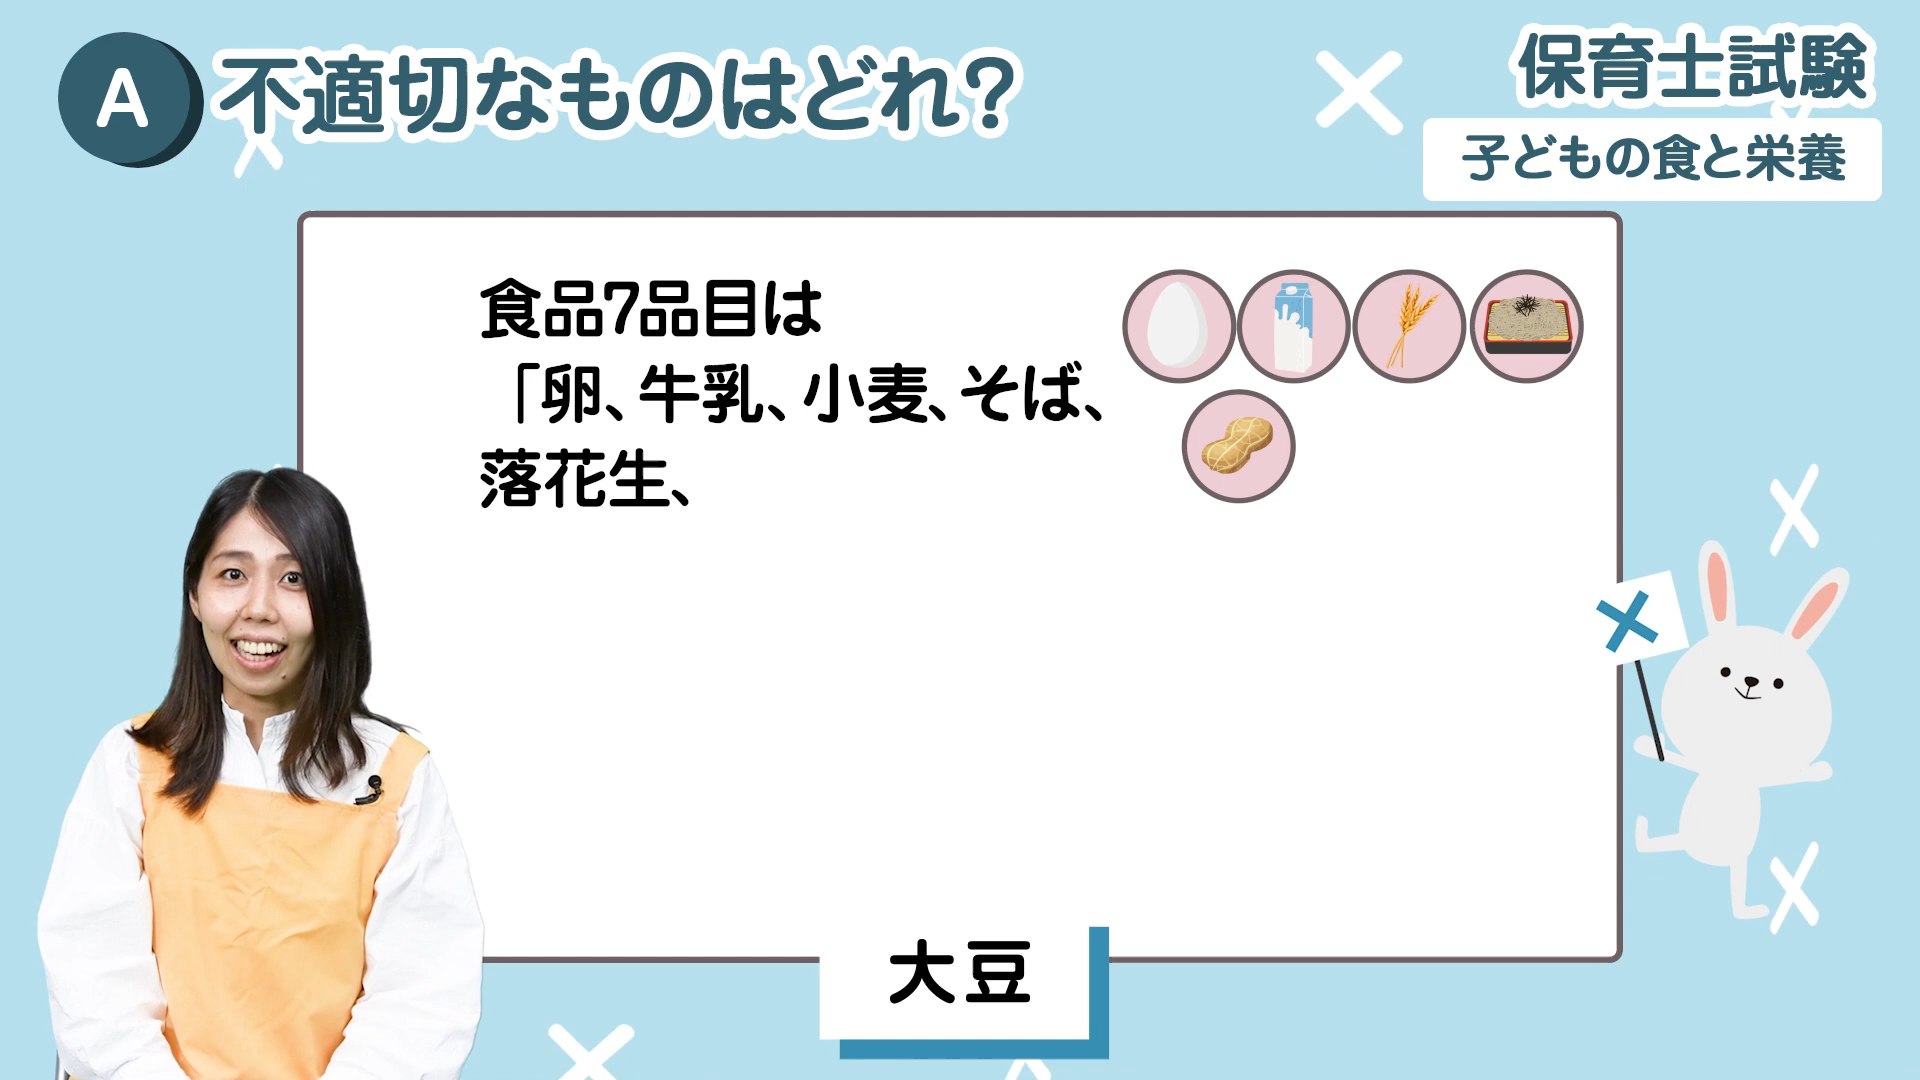 A 不適切なものはどれ?
保育士試験
子どもの食と栄養
食品7品目は
「卵、牛乳、小麦、そば、
落花生、
大豆